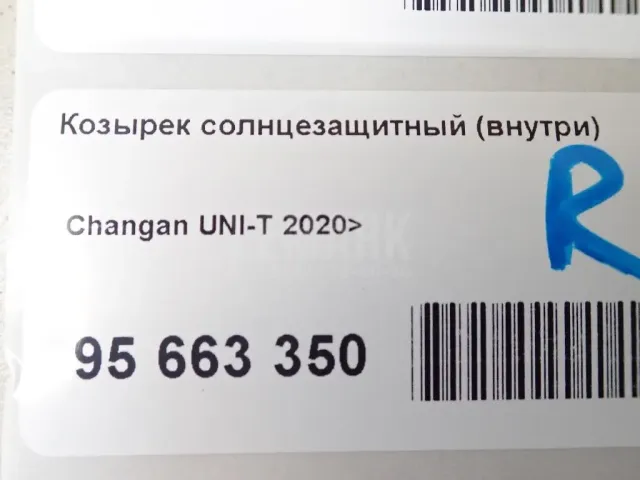 Козырек солнцезащитный (внутри)
R
Changan UNI-T 2020>
95 663 350